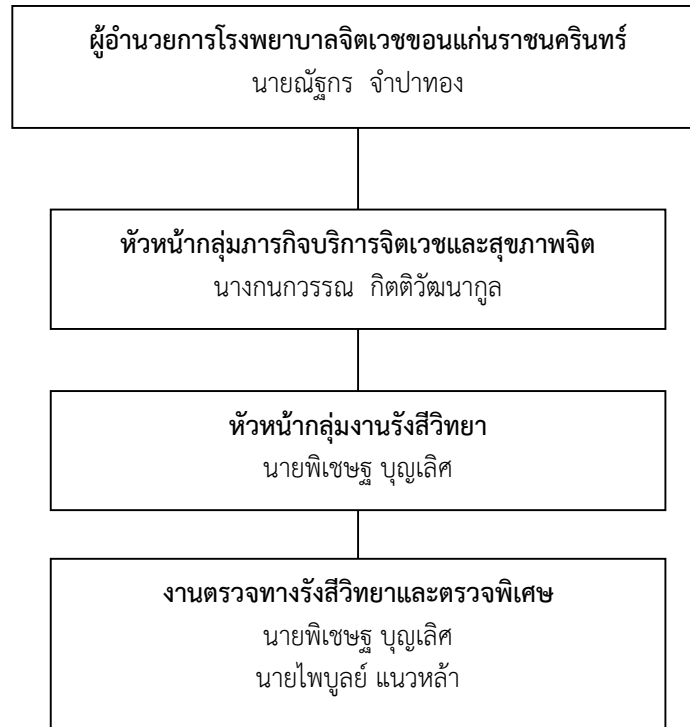 ผู้อำนวยการโรงพยาบาลจิตเวชขอนแก่นราชนครินทร์
นายณัฐกร  จำปาทอง
หัวหน้ากลุ่มภารกิจบริการจิตเวชและสุขภาพจิต
นางกนกวรรณ  กิตติวัฒนากูล
หัวหน้ากลุ่มงานรังสีวิทยา
นายพิเชษฐ บุญเลิศ
งานตรวจทางรังสีวิทยาและตรวจพิเศษ
นายพิเชษฐ บุญเลิศ
นายไพบูลย์ แนวหล้า